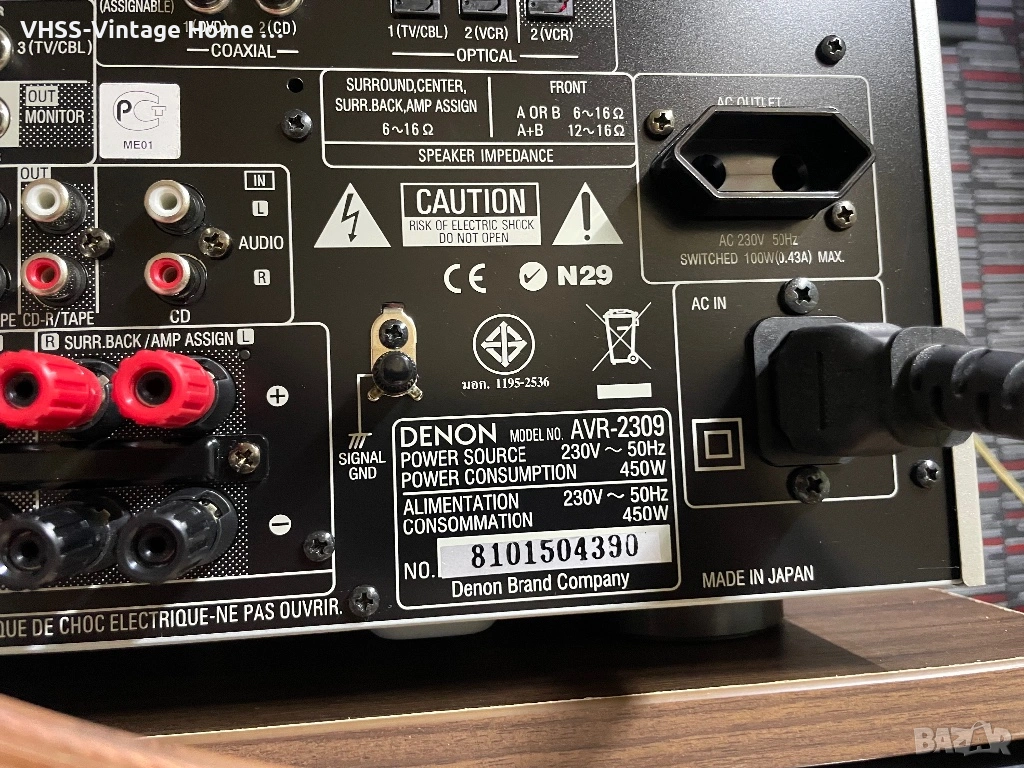 VHSS-Vintage Home ...
(ASSIGNABLE)
1 (DVD) 2 (CD)
COAXIAL
1 (TV/CBL) 2 (VCR) 2 (VCR)
OPTICAL
3 (TV/CBL)
OUT
MONITOR
ME01
SURROUND,CENTER,
SURR.BACK,AMP ASSIGN
6~16Ω
FRONT
A OR B 6~16Ω
A+B 12~16Ω
SPEAKER IMPEDANCE
AC OUTLET
AC 230V 50Hz
SWITCHED 100W(0.43A) MAX.
OUT
IN
L
AUDIO
R
CD-R/TAPE
CD
CAUTION
RISK OF ELECTRIC SHOCK
DO NOT OPEN
CE
N29
AC IN
R SURR.BACK/AMP ASSIGN L
+
−
SIGNAL
GND
มอก. 1195-2536
DENON MODEL NO. AVR-2309
POWER SOURCE 230V ~ 50Hz
POWER CONSUMPTION 450W
ALIMENTATION 230V ~ 50Hz
CONSOMMATION 450W
NO. 8101504390
Denon Brand Company
MADE IN JAPAN
QUE DE CHOC ELECTRIQUE-NE PAS OUVRIR.
BAZAR